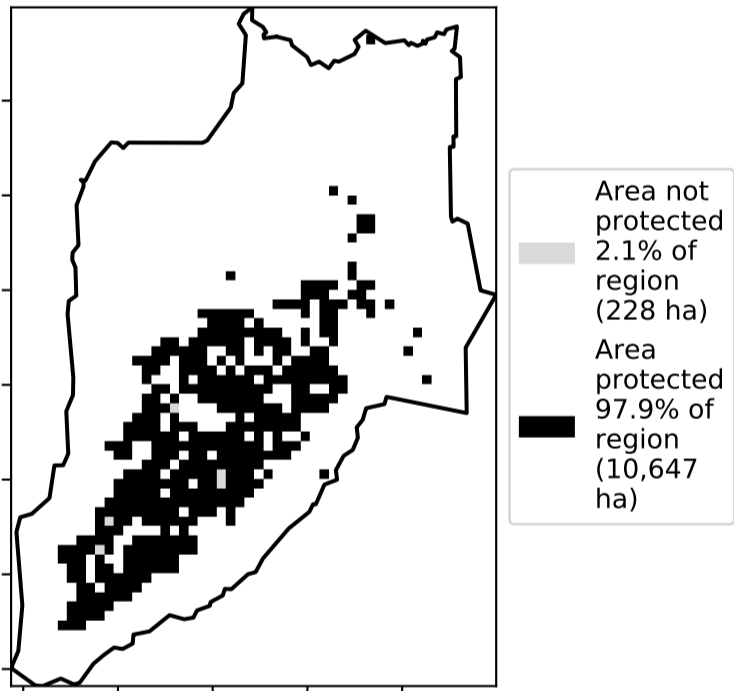 Area not
protected
2.1% of
region
(228 ha)
Area
protected
97.9% of
region
(10,647
ha)